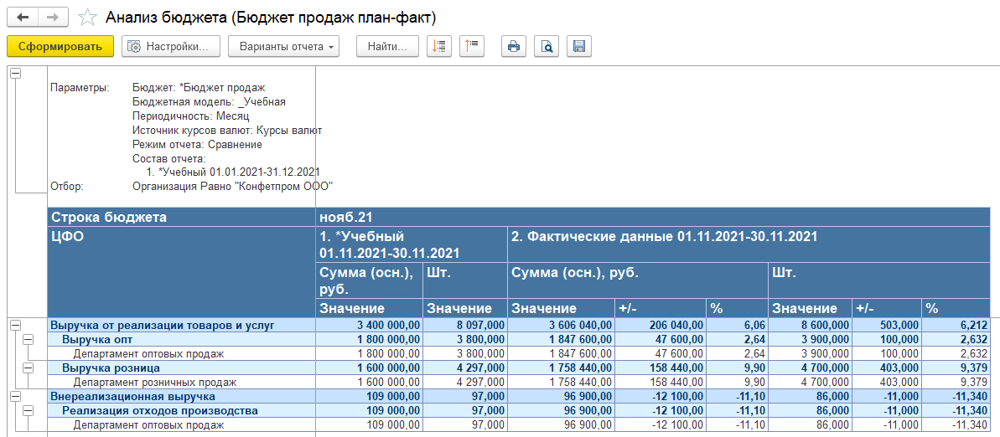 Анализ бюджета (Бюджет продаж план-факт)
Сформировать Настройки... Варианты отчета Найти...
Параметры: Бюджет: *Бюджет продаж
Бюджетная модель: _Учебная
Периодичность: Месяц
Источник курсов валют: Курсы валют
Режим отчета: Сравнение
Состав отчета:
1. *Учебный 01.01.2021-31.12.2021
Отбор: Организация Равно "Конфетпром ООО"
Строка бюджета нояб.21
ЦФО 1. *Учебный 01.11.2021-30.11.2021 2. Фактические данные 01.11.2021-30.11.2021
Сумма (осн.), руб. Шт. Сумма (осн.), руб. Шт.
Значение Значение Значение +/- % Значение +/- %
Выручка от реализации товаров и услуг 3 400 000,00 8 097,000 3 606 040,00 206 040,00 6,06 8 600,000 503,000 6,212
Выручка опт 1 800 000,00 3 800,000 1 847 600,00 47 600,00 2,64 3 900,000 100,000 2,632
Департамент оптовых продаж 1 800 000,00 3 800,000 1 847 600,00 47 600,00 2,64 3 900,000 100,000 2,632
Выручка розница 1 600 000,00 4 297,000 1 758 440,00 158 440,00 9,90 4 700,000 403,000 9,379
Департамент розничных продаж 1 600 000,00 4 297,000 1 758 440,00 158 440,00 9,90 4 700,000 403,000 9,379
Внереализационная выручка 109 000,00 97,000 96 900,00 -12 100,00 -11,10 86,000 -11,000 -11,340
Реализация отходов производства 109 000,00 97,000 96 900,00 -12 100,00 -11,10 86,000 -11,000 -11,340
Департамент оптовых продаж 109 000,00 97,000 96 900,00 -12 100,00 -11,10 86,000 -11,000 -11,340